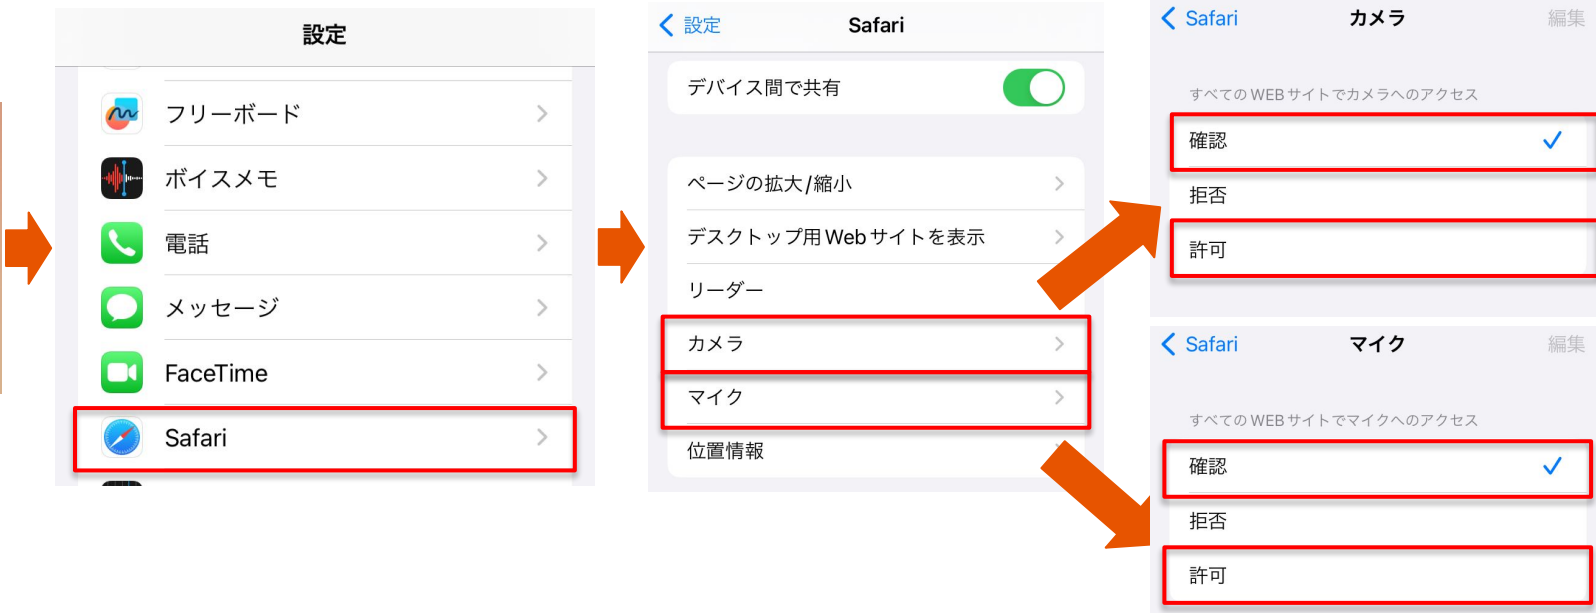 設定
フリーボード
ボイスメモ
電話
メッセージ
FaceTime
Safari
設定
Safari
デバイス間で共有
ページの拡大/縮小
デスクトップ用Webサイトを表示
リーダー
カメラ
マイク
位置情報
Safari
カメラ
編集
すべてのWEBサイトでカメラへのアクセス
確認
拒否
許可
Safari
マイク
編集
すべてのWEBサイトでマイクへのアクセス
確認
拒否
許可